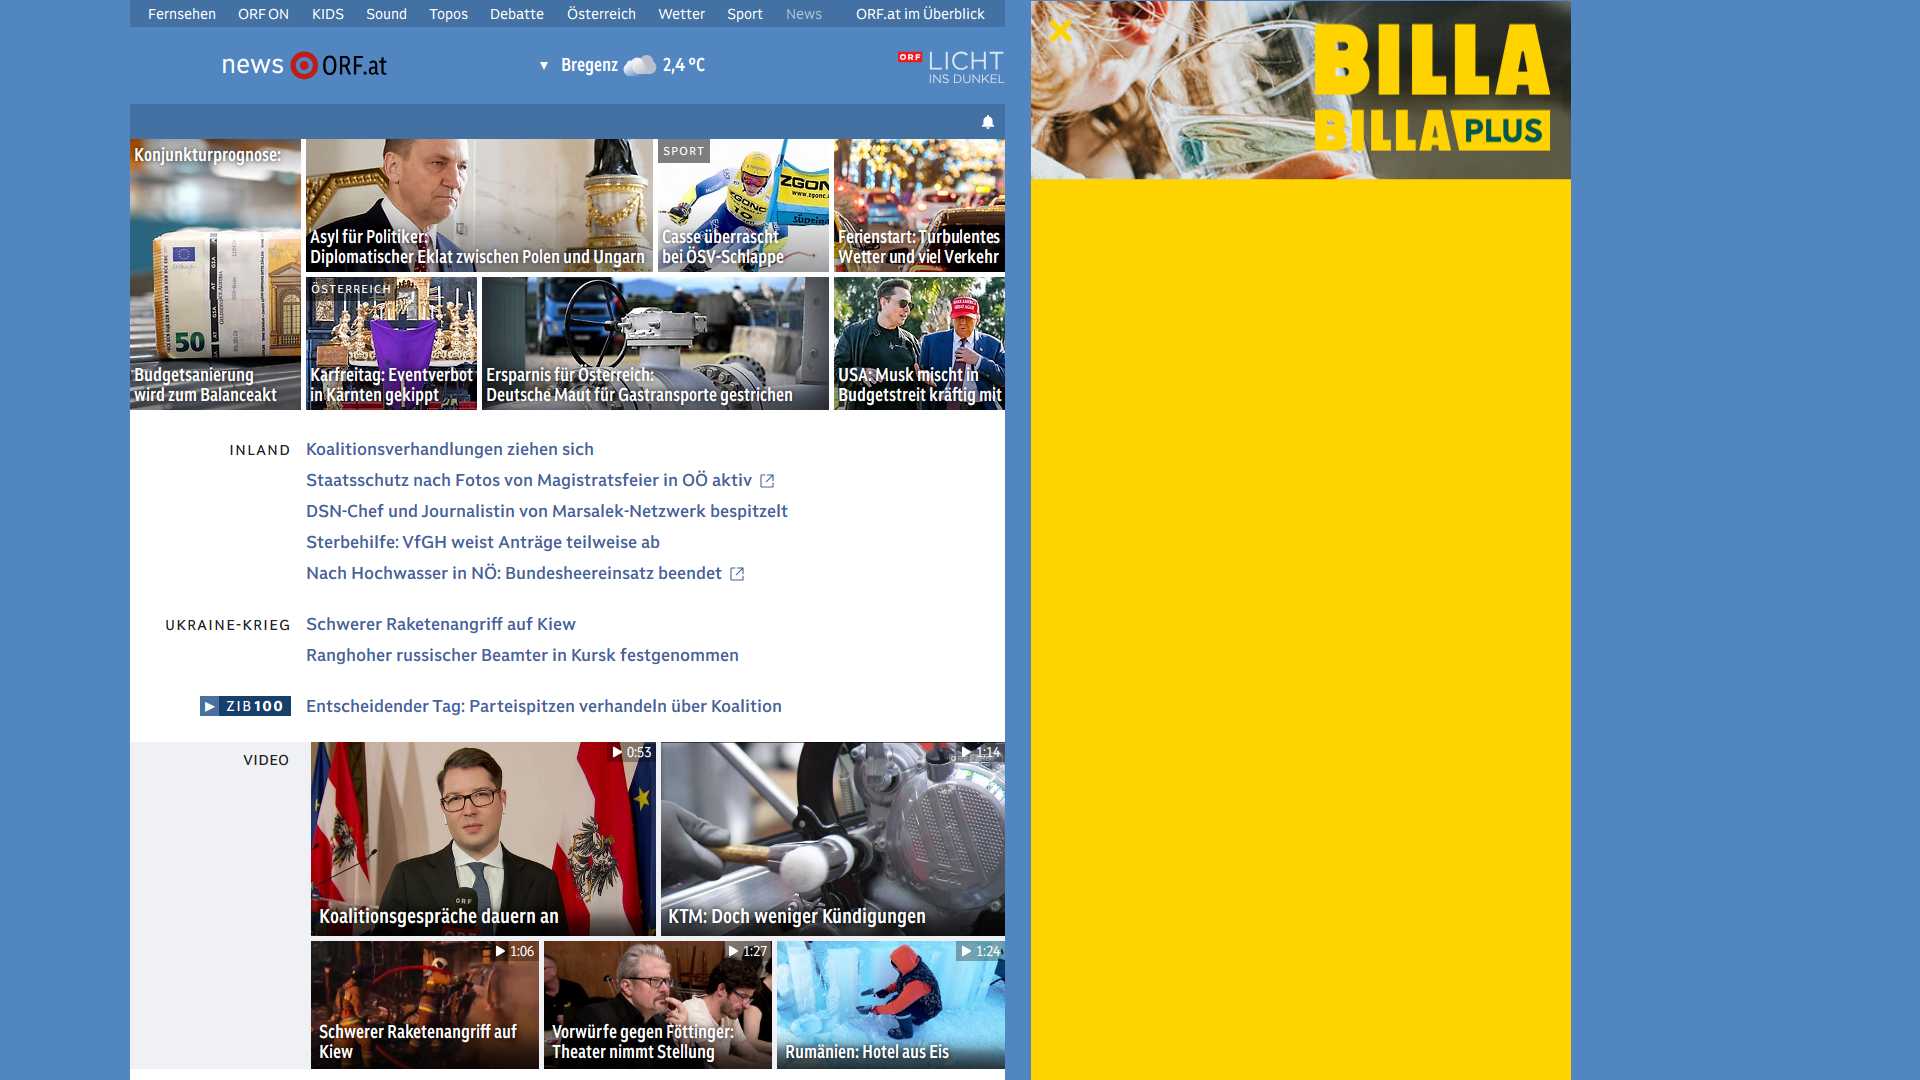 Fernsehen ORF ON KIDS Sound Topos Debatte Österreich Wetter Sport News ORF.at im Überblick
news ORF.at
▼ Bregenz 2,4 °C
ORF LICHT
INS DUNKEL
Konjunkturprognose:
50
Budgetsanierung
wird zum Balanceakt
Asyl für Politiker:
Diplomatischer Eklat zwischen Polen und Ungarn
SPORT
ZGONC
www.zgonc.
10
Südtirol
Casse überrascht
bei ÖSV-Schlappe
Ferienstart: Turbulentes
Wetter und viel Verkehr
ÖSTERREICH
Karfreitag: Eventverbot
in Kärnten gekippt
Ersparnis für Österreich:
Deutsche Maut für Gastransporte gestrichen
USA: Musk mischt in
Budgetstreit kräftig mit
INLAND
Koalitionsverhandlungen ziehen sich
Staatsschutz nach Fotos von Magistratsfeier in OÖ aktiv
DSN-Chef und Journalistin von Marsalek-Netzwerk bespitzelt
Sterbehilfe: VfGH weist Anträge teilweise ab
Nach Hochwasser in NÖ: Bundesheereinsatz beendet
UKRAINE-KRIEG
Schwerer Raketenangriff auf Kiew
Ranghoher russischer Beamter in Kursk festgenommen
ZIB100
Entscheidender Tag: Parteispitzen verhandeln über Koalition
VIDEO
0:53
ORF
Koalitionsgespräche dauern an
1:14
KTM: Doch weniger Kündigungen
1:06
Schwerer Raketenangriff auf
Kiew
1:27
Vorwürfe gegen Föttinger:
Theater nimmt Stellung
1:24
Rumänien: Hotel aus Eis
BILLA
BILLA PLUS